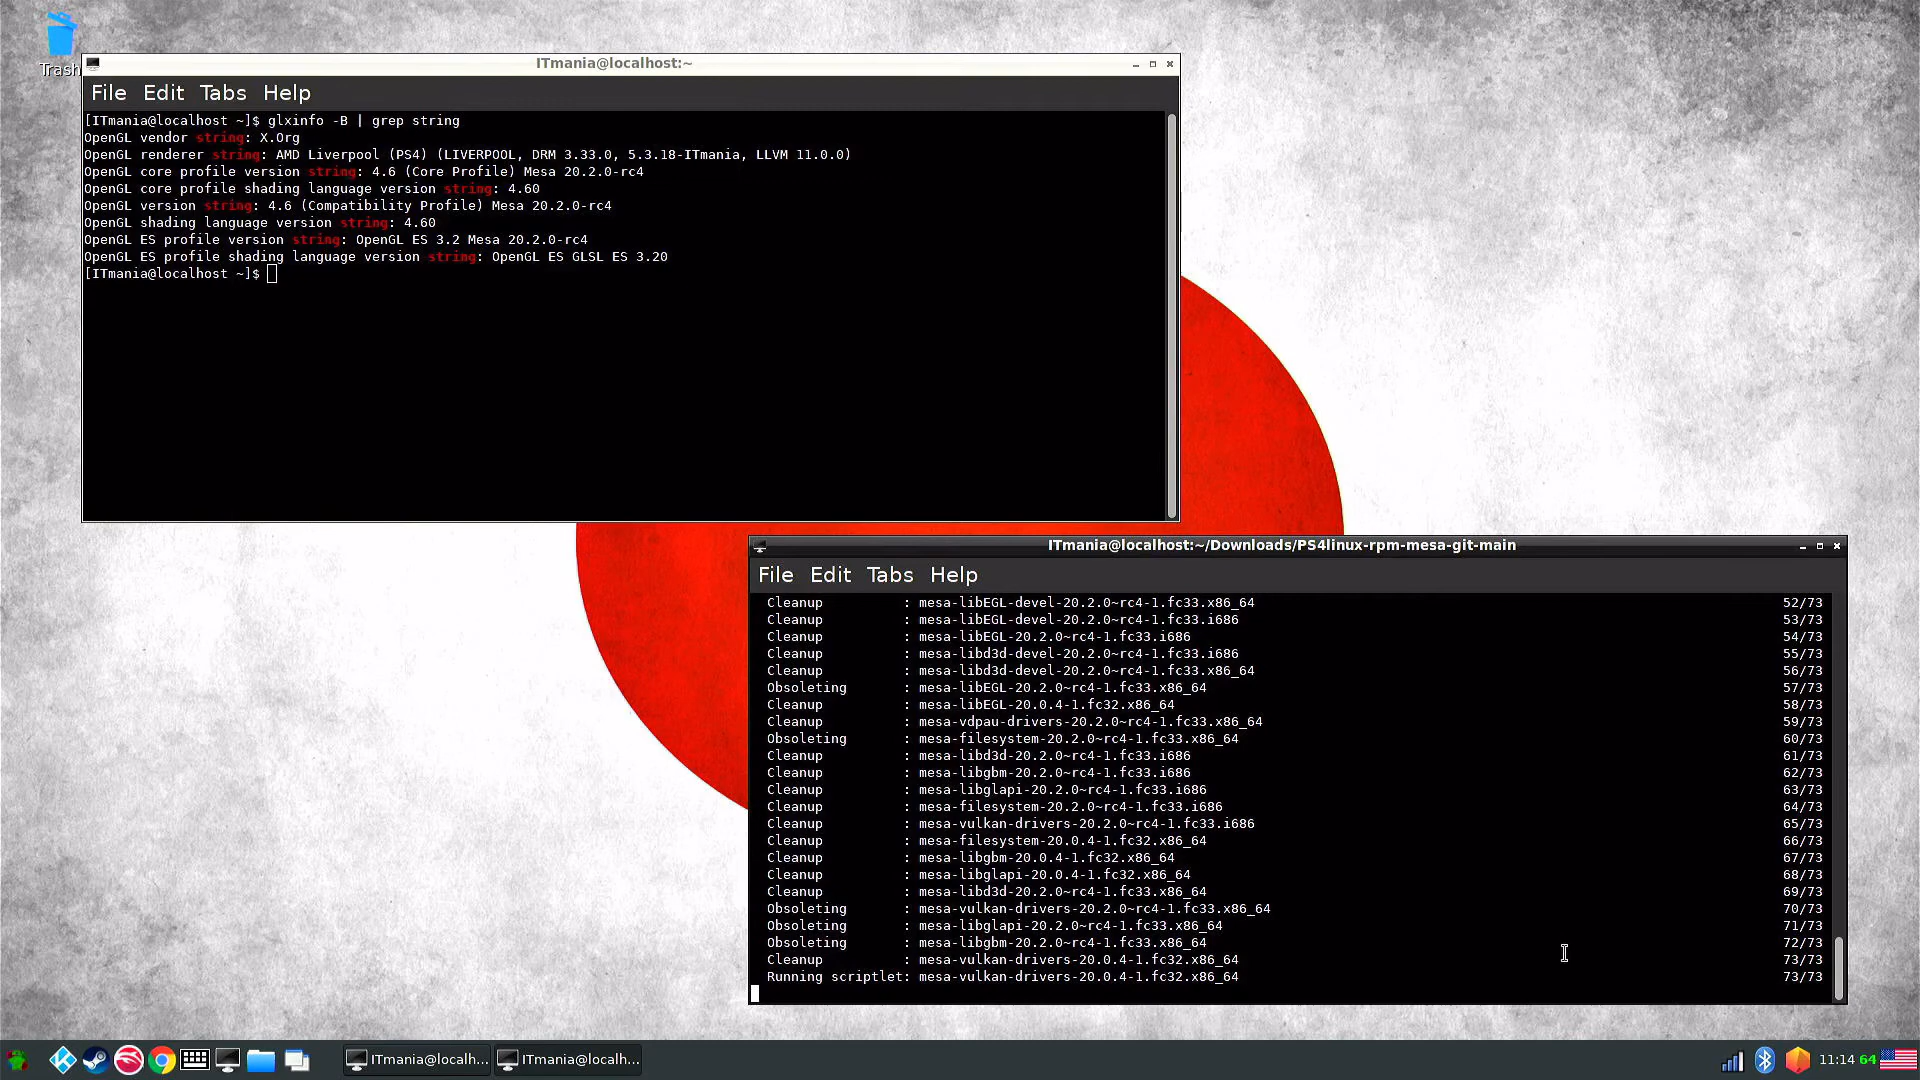 Trash
ITmania@localhost:~
File Edit Tabs Help
[ITmania@localhost ~]$ glxinfo -B | grep string
OpenGL vendor string: X.Org
OpenGL renderer string: AMD Liverpool (PS4) (LIVERPOOL, DRM 3.33.0, 5.3.18-ITmania, LLVM 11.0.0)
OpenGL core profile version string: 4.6 (Core Profile) Mesa 20.2.0-rc4
OpenGL core profile shading language version string: 4.60
OpenGL version string: 4.6 (Compatibility Profile) Mesa 20.2.0-rc4
OpenGL shading language version string: 4.60
OpenGL ES profile version string: OpenGL ES 3.2 Mesa 20.2.0-rc4
OpenGL ES profile shading language version string: OpenGL ES GLSL ES 3.20
[ITmania@localhost ~]$
ITmania@localhost:~/Downloads/PS4linux-rpm-mesa-git-main
File Edit Tabs Help
Cleanup : mesa-libEGL-devel-20.2.0~rc4-1.fc33.x86_64 52/73
Cleanup : mesa-libEGL-devel-20.2.0~rc4-1.fc33.i686 53/73
Cleanup : mesa-libEGL-20.2.0~rc4-1.fc33.i686 54/73
Cleanup : mesa-libd3d-devel-20.2.0~rc4-1.fc33.i686 55/73
Cleanup : mesa-libd3d-devel-20.2.0~rc4-1.fc33.x86_64 56/73
Obsoleting : mesa-libEGL-20.2.0~rc4-1.fc33.x86_64 57/73
Cleanup : mesa-libEGL-20.0.4-1.fc32.x86_64 58/73
Cleanup : mesa-vdpau-drivers-20.2.0~rc4-1.fc33.x86_64 59/73
Obsoleting : mesa-filesystem-20.2.0~rc4-1.fc33.x86_64 60/73
Cleanup : mesa-libd3d-20.2.0~rc4-1.fc33.i686 61/73
Cleanup : mesa-libgbm-20.2.0~rc4-1.fc33.i686 62/73
Cleanup : mesa-libglapi-20.2.0~rc4-1.fc33.i686 63/73
Cleanup : mesa-filesystem-20.2.0~rc4-1.fc33.i686 64/73
Cleanup : mesa-vulkan-drivers-20.2.0~rc4-1.fc33.i686 65/73
Cleanup : mesa-filesystem-20.0.4-1.fc32.x86_64 66/73
Cleanup : mesa-libgbm-20.0.4-1.fc32.x86_64 67/73
Cleanup : mesa-libglapi-20.0.4-1.fc32.x86_64 68/73
Cleanup : mesa-libd3d-20.2.0~rc4-1.fc33.x86_64 69/73
Obsoleting : mesa-vulkan-drivers-20.2.0~rc4-1.fc33.x86_64 70/73
Obsoleting : mesa-libglapi-20.2.0~rc4-1.fc33.x86_64 71/73
Obsoleting : mesa-libgbm-20.2.0~rc4-1.fc33.x86_64 72/73
Cleanup : mesa-vulkan-drivers-20.0.4-1.fc32.x86_64 73/73
Running scriptlet: mesa-vulkan-drivers-20.0.4-1.fc32.x86_64 73/73
ITmania@localh... ITmania@localh... 11:14 64